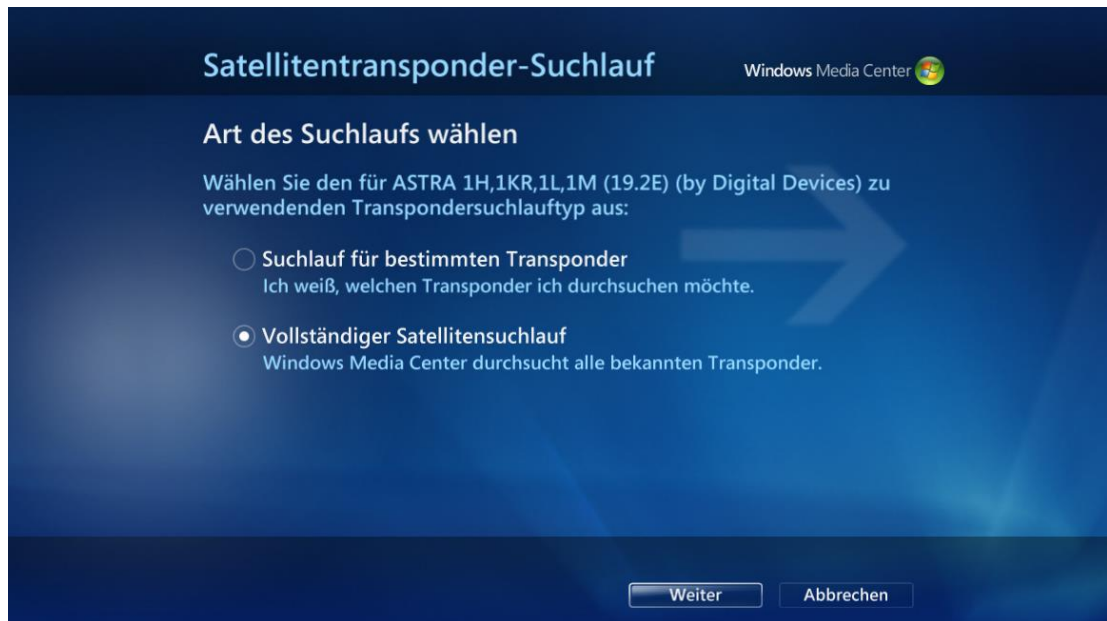 Satellitentransponder-Suchlauf
Windows Media Center
Art des Suchlaufs wählen
Wählen Sie den für ASTRA 1H,1KR,1L,1M (19.2E) (by Digital Devices) zu
verwendenden Transpondersuchlauftyp aus:
Suchlauf für bestimmten Transponder
Ich weiß, welchen Transponder ich durchsuchen möchte.
Vollständiger Satellitensuchlauf
Windows Media Center durchsucht alle bekannten Transponder.
Weiter
Abbrechen